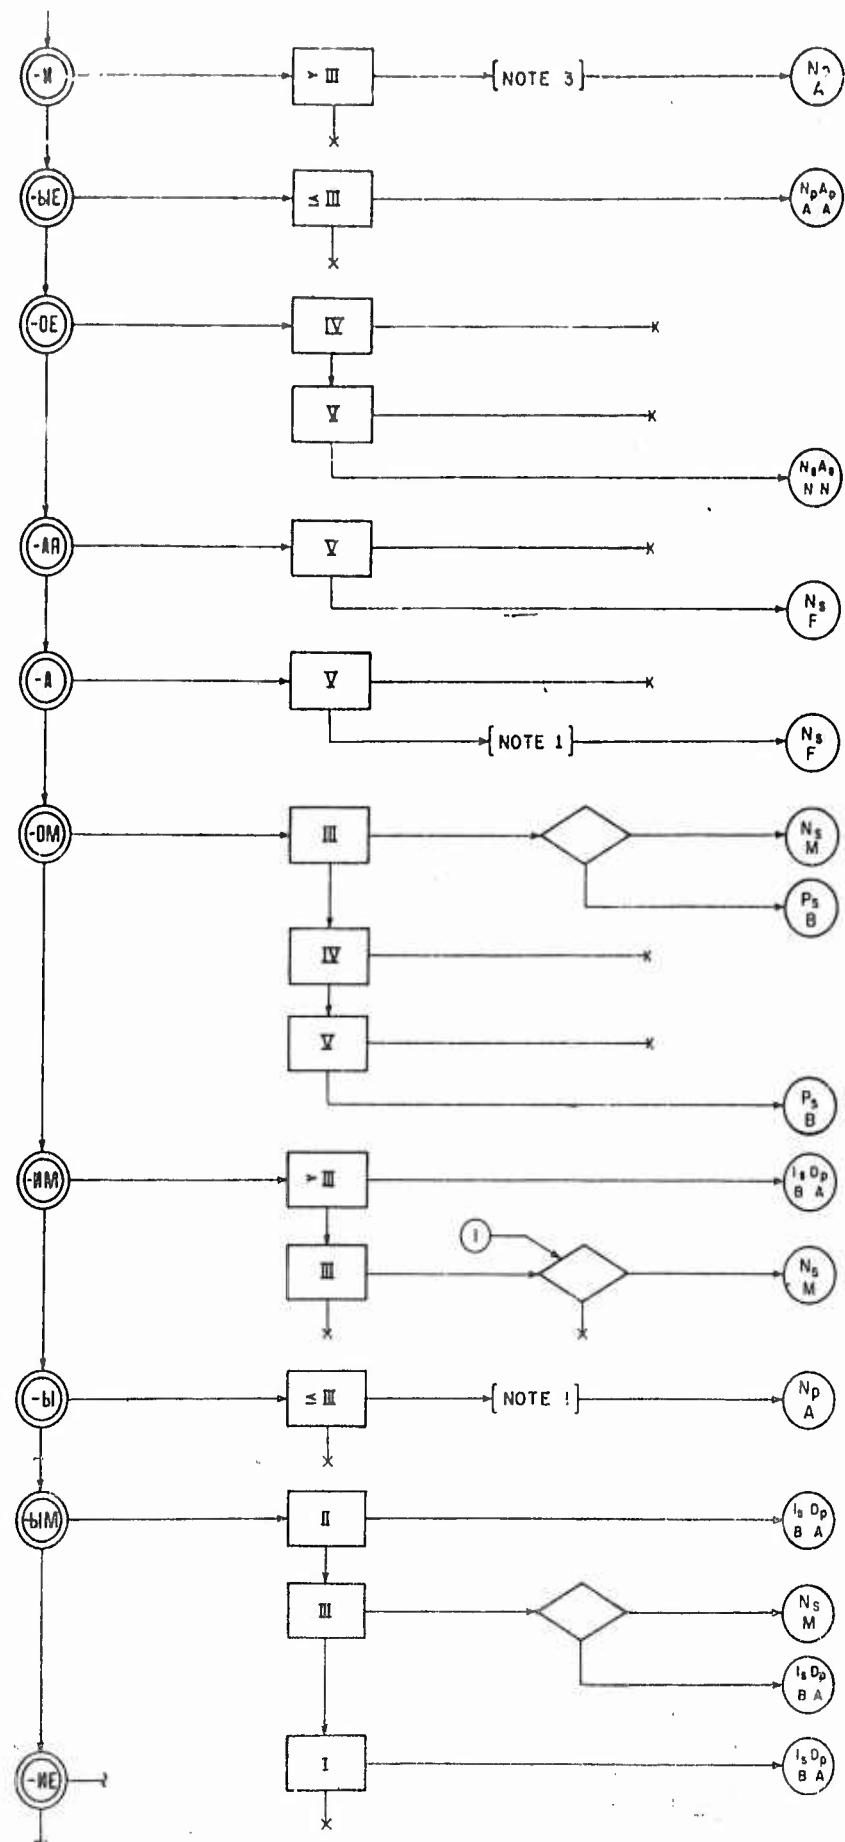 -И
> III
[NOTE 3]
A
-ЫЕ
≤ III
Np Ap
A A
-ОЕ
IV
V
Ns As
N N
-АЯ
V
Ns
F
-А
V
[NOTE 1]
Ns
F
-ОМ
III
Ns
M
Ps
B
IV
V
Ps
B
-ИМ
> III
Is Dp
B A
1
III
Ns
M
-Ы
≤ III
[NOTE !]
Np
A
-ЫМ
II
Is Dp
B A
III
Ns
M
Is Dp
B A
I
Is Dp
B A
-ИЕ